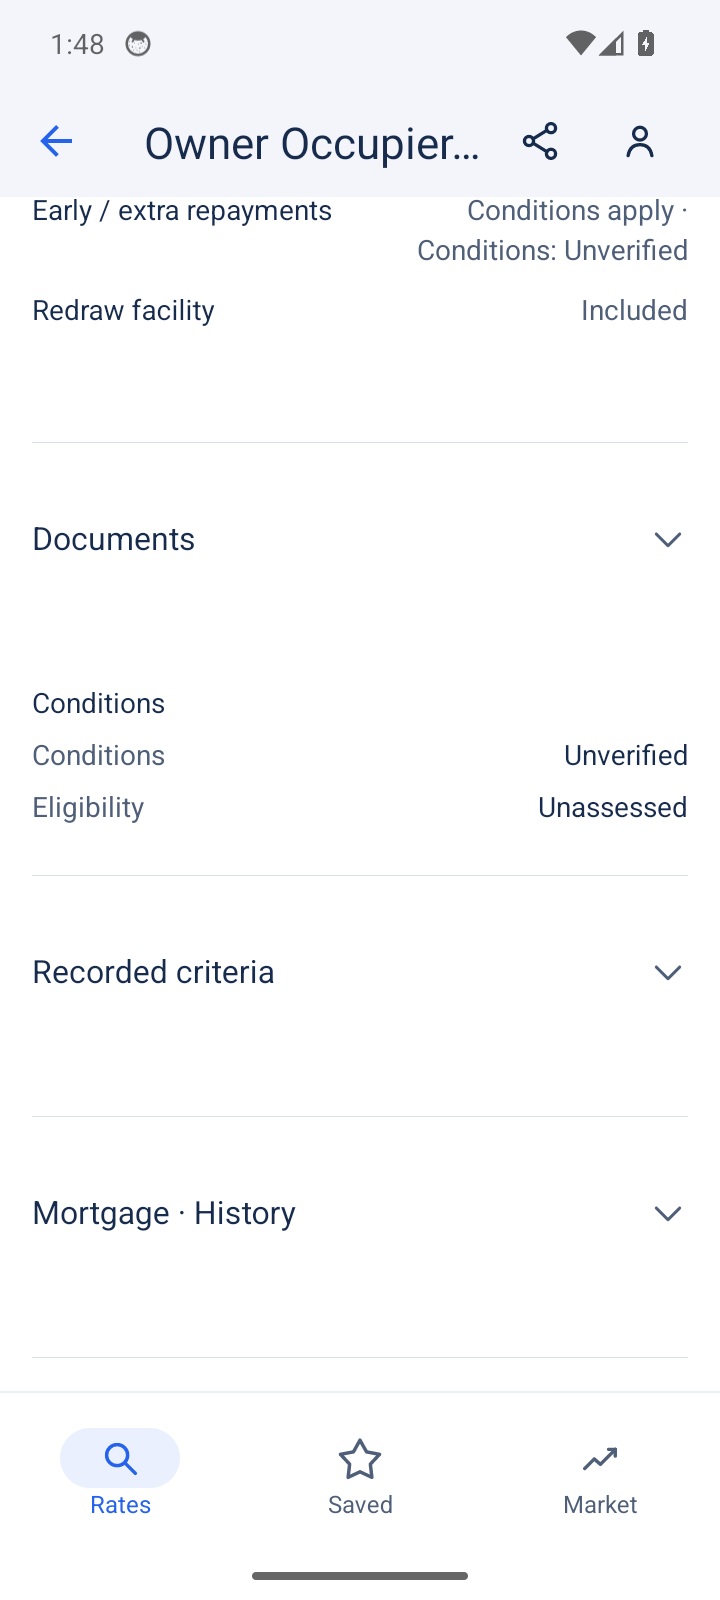 1:48
Owner Occupier...
Early / extra repayments
Conditions apply ·
Conditions: Unverified
Redraw facility
Included
Documents
Conditions
Conditions
Unverified
Eligibility
Unassessed
Recorded criteria
Mortgage · History
Rates
Saved
Market